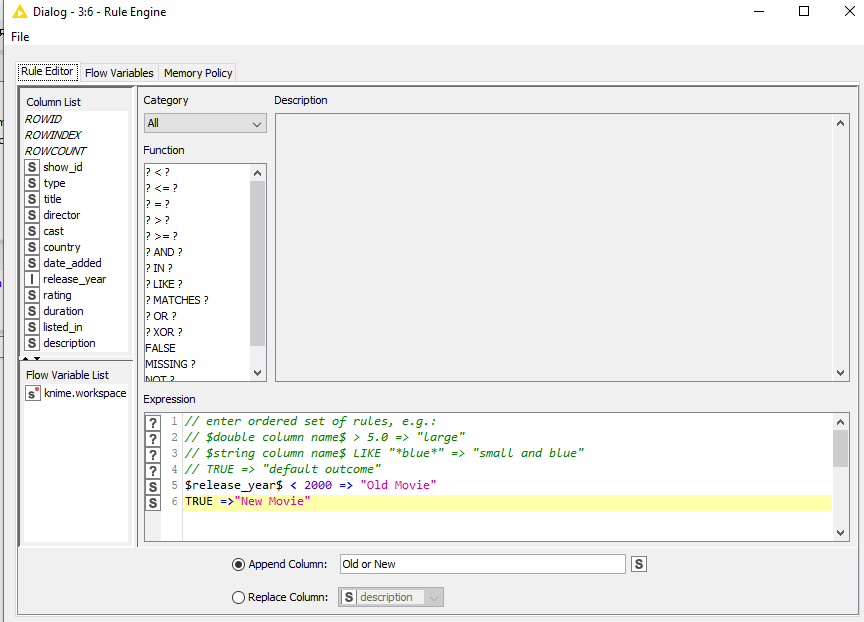 Dialog - 3:6 - Rule Engine
File
Rule Editor Flow Variables Memory Policy
Column List
ROWID
ROWINDEX
ROWCOUNT
S show_id
S type
S title
S director
S cast
S country
S date_added
I release_year
S rating
S duration
S listed_in
S description
Flow Variable List
s knime.workspace
Category
All
Function
? < ?
? <= ?
? = ?
? > ?
? >= ?
? AND ?
? IN ?
? LIKE ?
? MATCHES ?
? OR ?
? XOR ?
FALSE
MISSING ?
NOT ?
Description
Expression
? 1 // enter ordered set of rules, e.g.:
? 2 // $double column name$ > 5.0 => "large"
? 3 // $string column name$ LIKE "*blue*" => "small and blue"
? 4 // TRUE => "default outcome"
S 5 $release_year$ < 2000 => "Old Movie"
S 6 TRUE =>"New Movie"
Append Column: Old or New S
Replace Column: S description